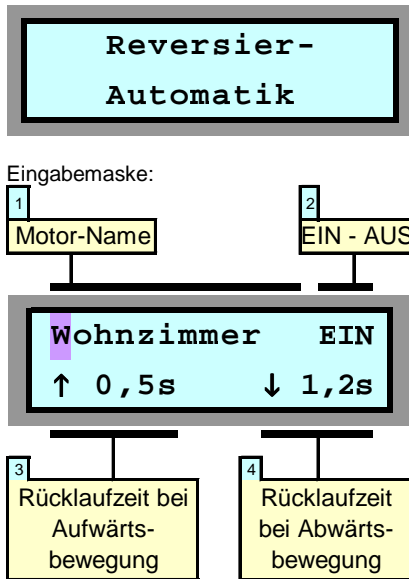 Reversier-
Automatik
Eingabemaske:
1
2
Motor-Name
EIN - AUS
Wohnzimmer EIN
↑ 0,5s ↓ 1,2s
3
Rücklaufzeit bei
Aufwärts-
bewegung
4
Rücklaufzeit
bei Abwärts-
bewegung